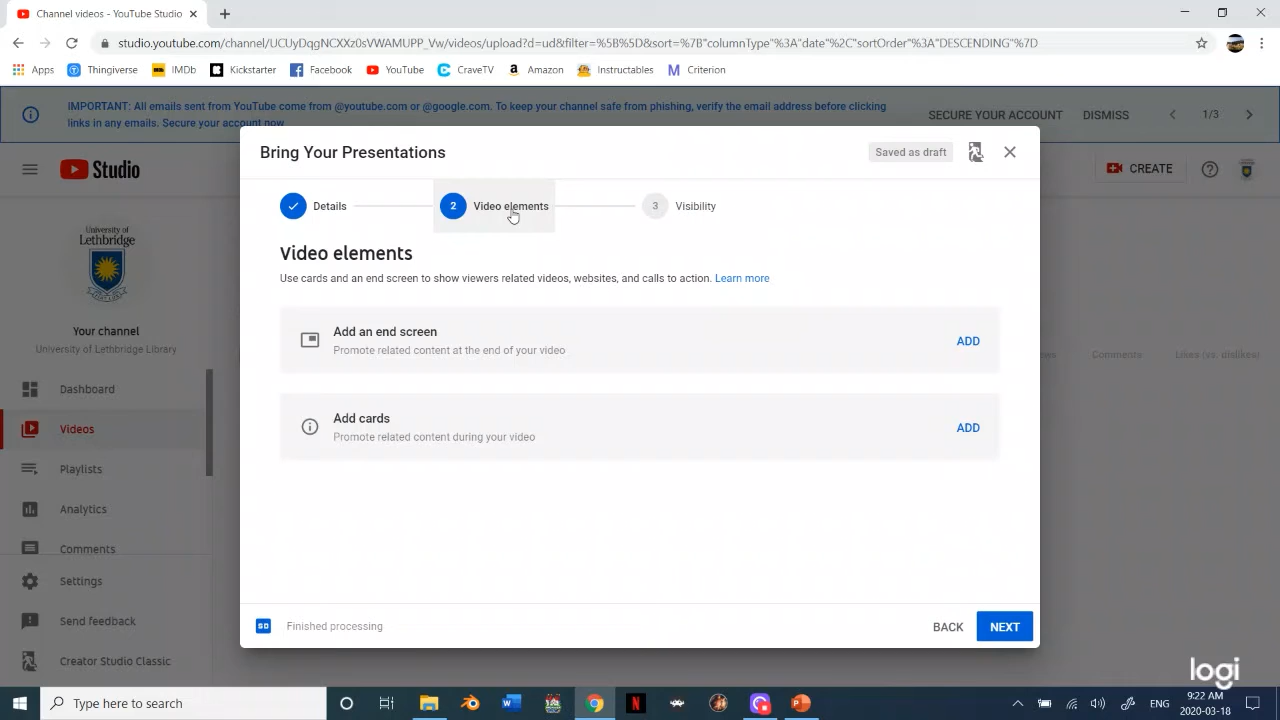 Channel videos - YouTube Studio
studio.youtube.com/channel/UCUyDqgNCXXz0sVWAMUPP_Vw/videos/upload?d=ud&filter=%5B%5D&sort=%7B"columnType"%3A"date"%2C"sortOrder"%3A"DESCENDING"%7D
Apps Thingiverse IMDb Kickstarter Facebook YouTube CraveTV Amazon Instructables Criterion
IMPORTANT: All emails sent from YouTube come from @youtube.com or @google.com. To keep your channel safe from phishing, verify the email address before clicking
links in any emails. Secure your account now
SECURE YOUR ACCOUNT DISMISS 1/3
Studio
CREATE
Bring Your Presentations
Saved as draft
Details
2 Video elements
3 Visibility
Video elements
Use cards and an end screen to show viewers related videos, websites, and calls to action. Learn more
Add an end screen
Promote related content at the end of your video
ADD
Add cards
Promote related content during your video
ADD
SD Finished processing
BACK NEXT
University of
Lethbridge
Your channel
University of Lethbridge Library
Dashboard
Videos
Playlists
Analytics
Comments
Settings
Send feedback
Creator Studio Classic
Comments Likes (vs. dislikes)
logi
Type here to search
ENG
9:22 AM
2020-03-18